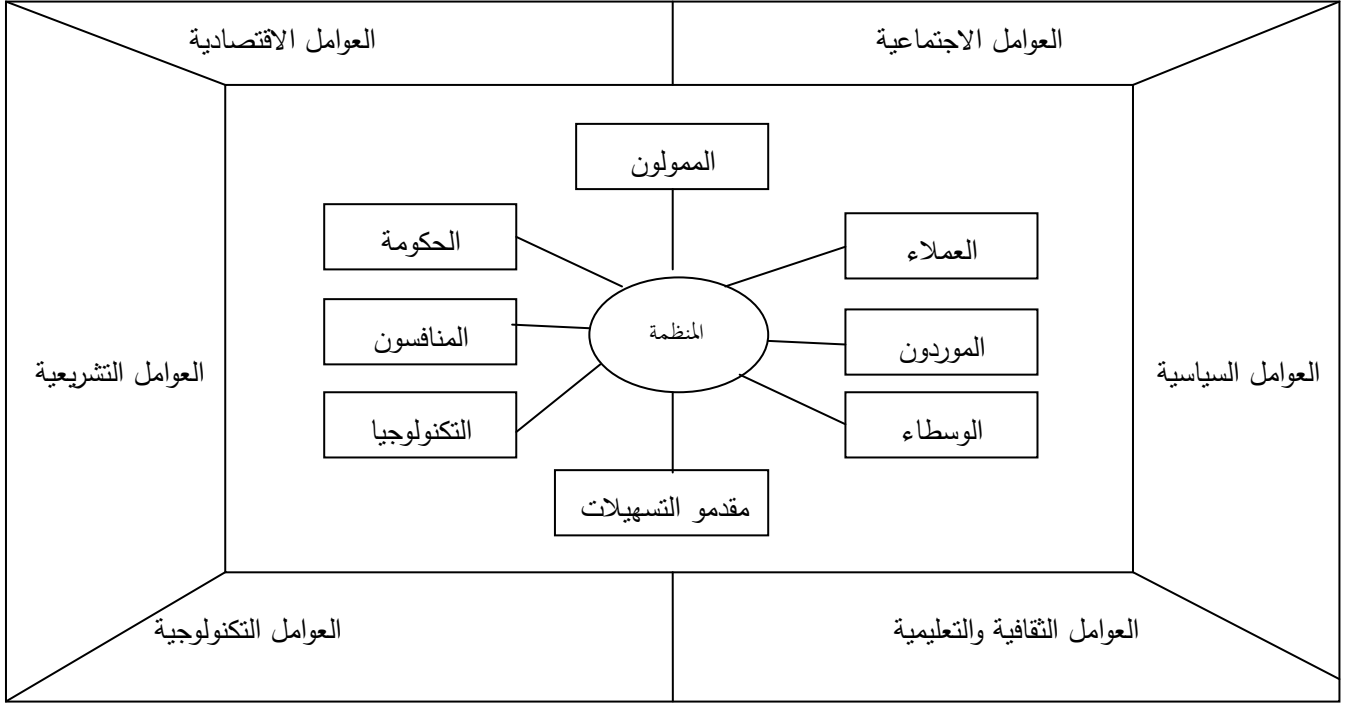 العوامل الاجتماعية
العوامل الاقتصادية
الممولون
العملاء
الحكومة
المنظمة
الموردون
المنافسون
العوامل السياسية
العوامل التشريعية
الوسطاء
التكنولوجيا
مقدمو التسهيلات
العوامل الثقافية والتعليمية
العوامل التكنولوجية